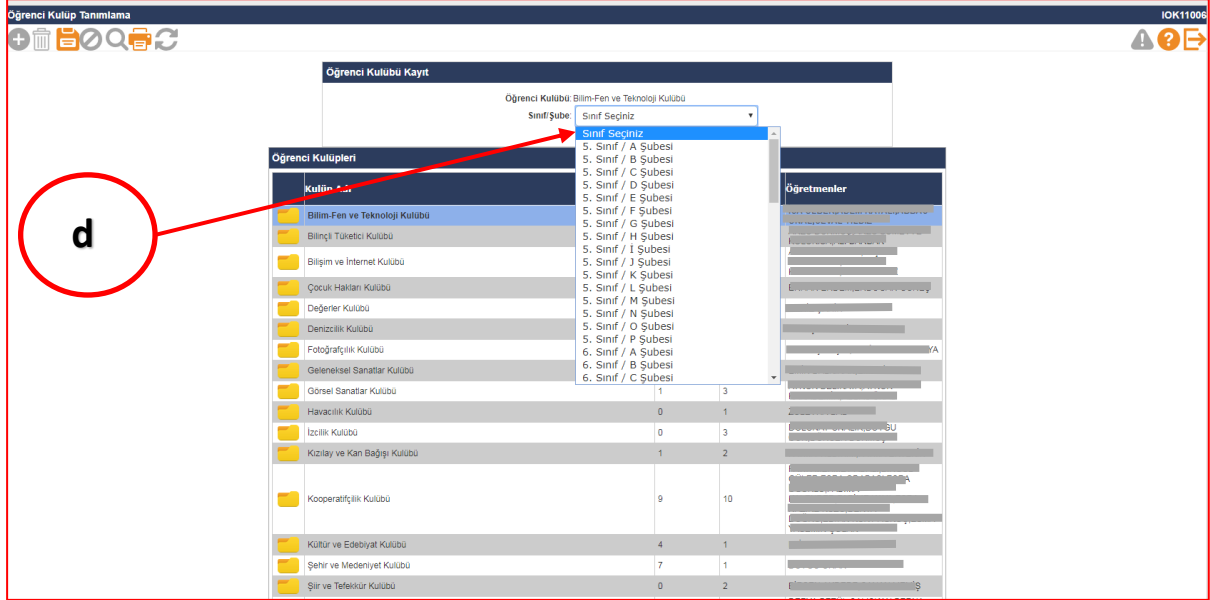 Öğrenci Kulüp Tanımlama IOK11006
Öğrenci Kulübü Kayıt
Öğrenci Kulübü: Bilim-Fen ve Teknoloji Kulübü
Sınıf/Şube: Sınıf Seçiniz
Sınıf Seçiniz
5. Sınıf / A Şubesi
5. Sınıf / B Şubesi
5. Sınıf / C Şubesi
5. Sınıf / D Şubesi
5. Sınıf / E Şubesi
5. Sınıf / F Şubesi
5. Sınıf / G Şubesi
5. Sınıf / H Şubesi
5. Sınıf / I Şubesi
5. Sınıf / J Şubesi
5. Sınıf / K Şubesi
5. Sınıf / L Şubesi
5. Sınıf / M Şubesi
5. Sınıf / N Şubesi
5. Sınıf / O Şubesi
5. Sınıf / P Şubesi
6. Sınıf / A Şubesi
6. Sınıf / B Şubesi
6. Sınıf / C Şubesi
d
Öğrenci Kulüpleri
Kulüp Adı Öğretmenler
Bilim-Fen ve Teknoloji Kulübü
Bilinçli Tüketici Kulübü
Bilişim ve İnternet Kulübü
Çocuk Hakları Kulübü
Değerler Kulübü
Denizcilik Kulübü
Fotoğrafçılık Kulübü
Geleneksel Sanatlar Kulübü
Görsel Sanatlar Kulübü 1 3
Havacılık Kulübü 0 1
İzcilik Kulübü 0 3
Kızılay ve Kan Bağışı Kulübü 1 2
Kooperatifçilik Kulübü 9 10
Kültür ve Edebiyat Kulübü 4 1
Şehir ve Medeniyet Kulübü 7 1
Şiir ve Tefekkür Kulübü 0 2